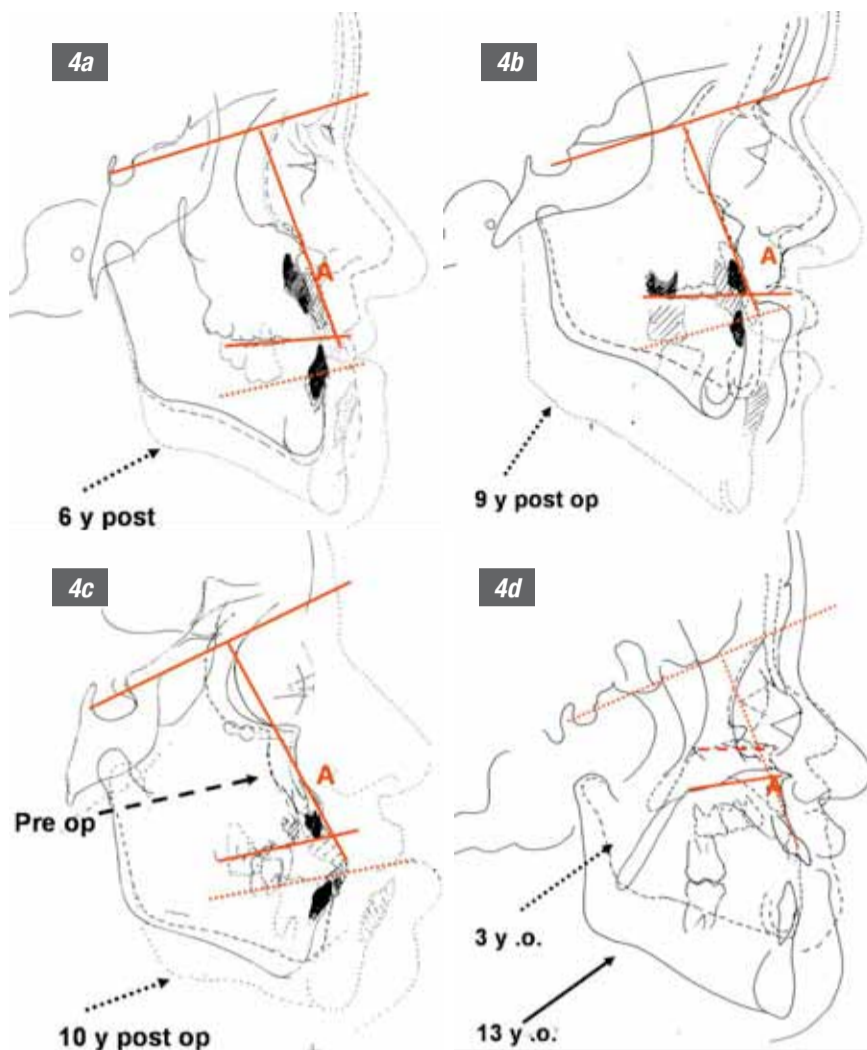 4a
A
6 y post
4b
A
9 y post op
4c
A
Pre op
10 y post op
4d
A
3 y .o.
13 y .o.